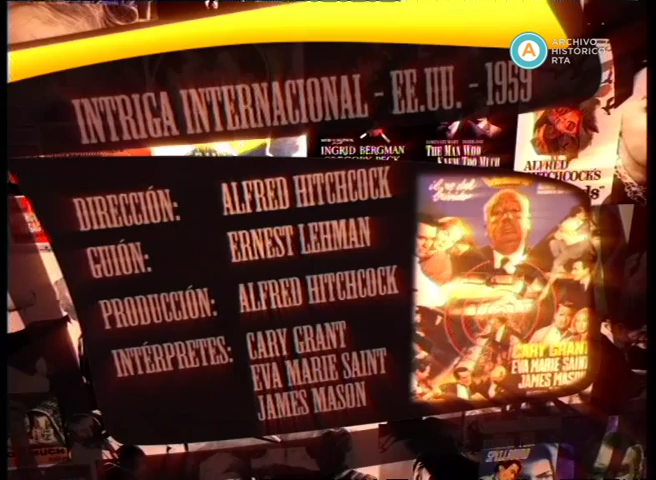 ARCHIVO
HISTÓRICO
RTA
INTRIGA INTERNACIONAL - EE.UU. - 1959
INGRID BERGMAN
GREGORY PECK
THE MAN WHO
KNEW TOO MUCH
ALFRED
HITCHCOCK'S
DIRECCIÓN: ALFRED HITCHCOCK
GUIÓN: ERNEST LEHMAN
PRODUCCIÓN: ALFRED HITCHCOCK
INTÉRPRETES: CARY GRANT
EVA MARIE SAINT
JAMES MASON
CARY GRANT
EVA MARIE SAINT
JAMES MASON
SPELLBOUND